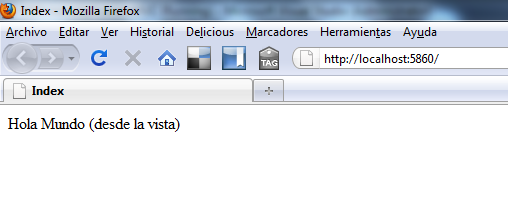 Index - Mozilla Firefox
Archivo Editar Ver Historial Delicious Marcadores Herramientas Ayuda
TAG http://localhost:5860/
Index
Hola Mundo (desde la vista)